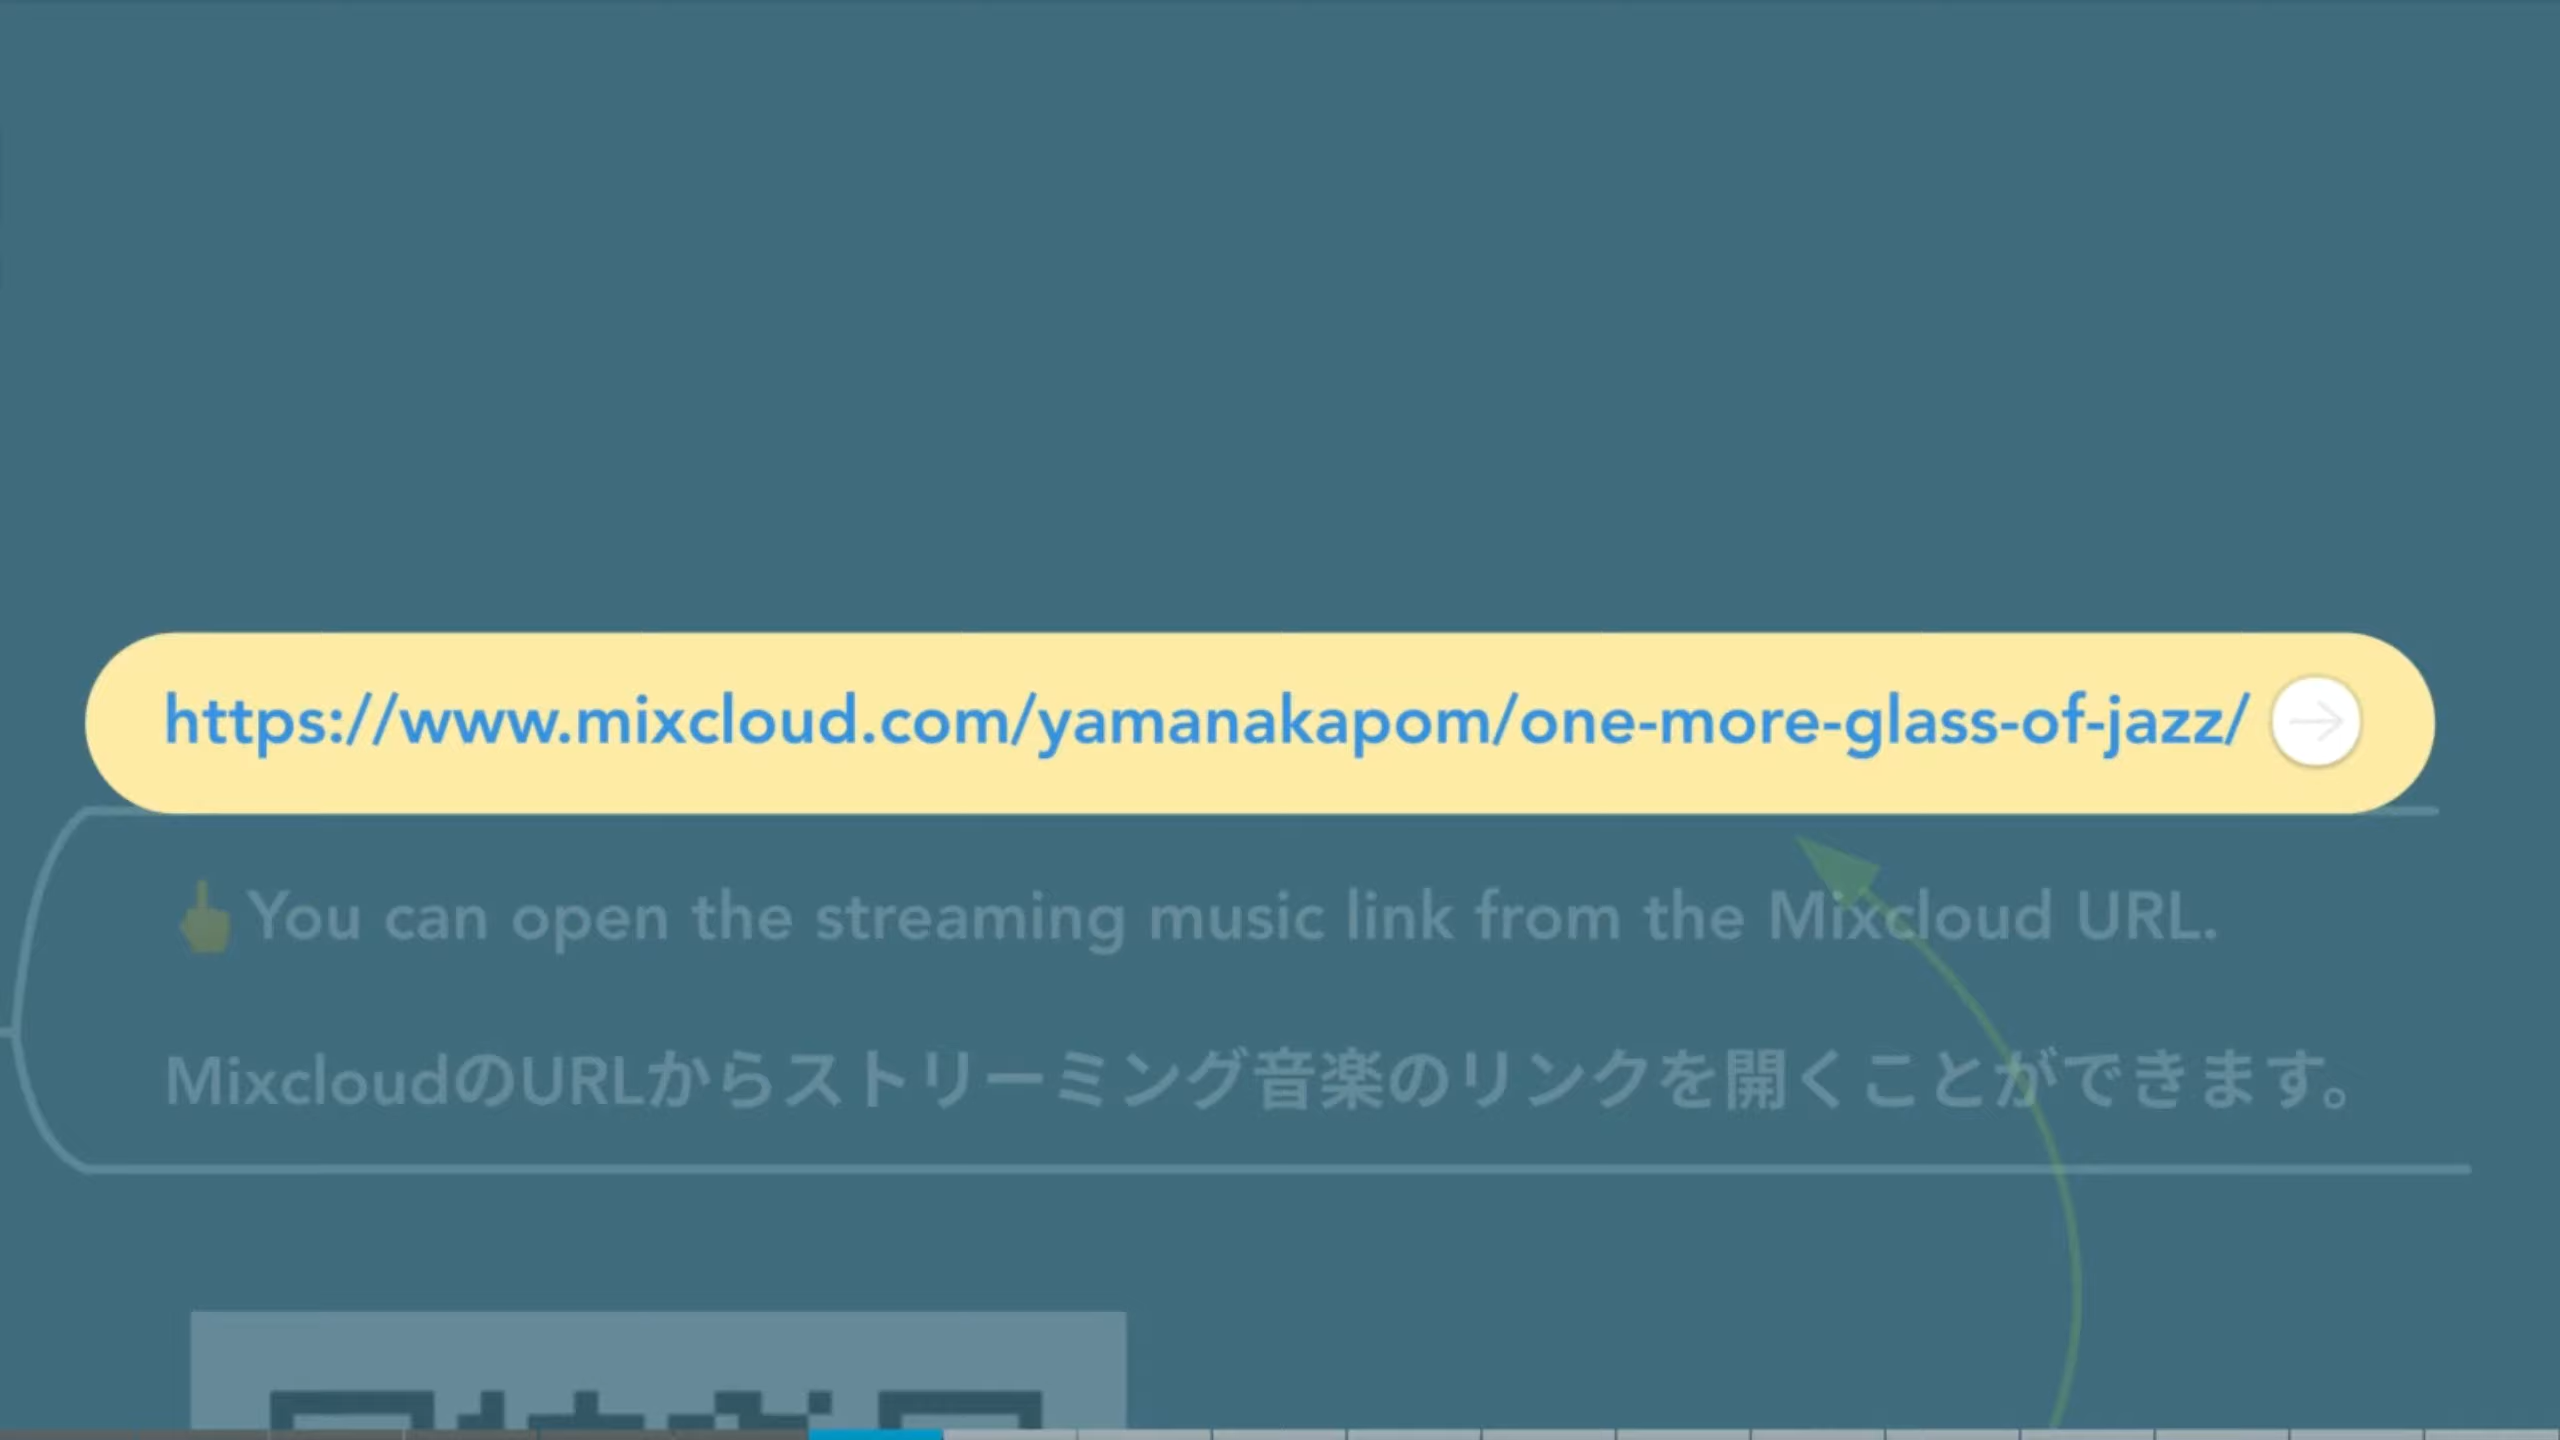 https://www.mixcloud.com/yamanakapom/one-more-glass-of-jazz/
You can open the streaming music link from the Mixcloud URL.
MixcloudのURLからストリーミング音楽のリンクを開くことができます。